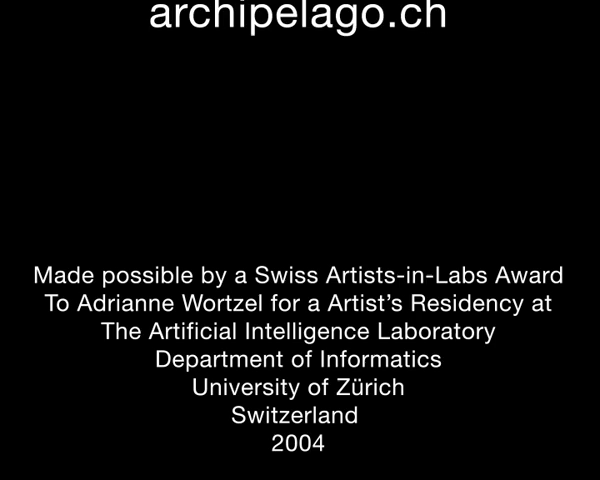 archipelago.ch
Made possible by a Swiss Artists-in-Labs Award
To Adrianne Wortzel for a Artist’s Residency at
The Artificial Intelligence Laboratory
Department of Informatics
University of Zürich
Switzerland
2004